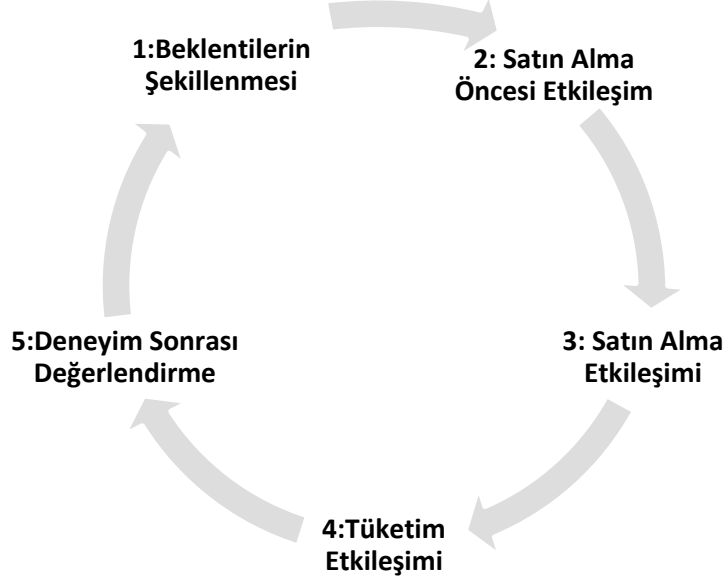 1:Beklentilerin
Şekillenmesi
2: Satın Alma
Öncesi Etkileşim
3: Satın Alma
Etkileşimi
4:Tüketim
Etkileşimi
5:Deneyim Sonrası
Değerlendirme